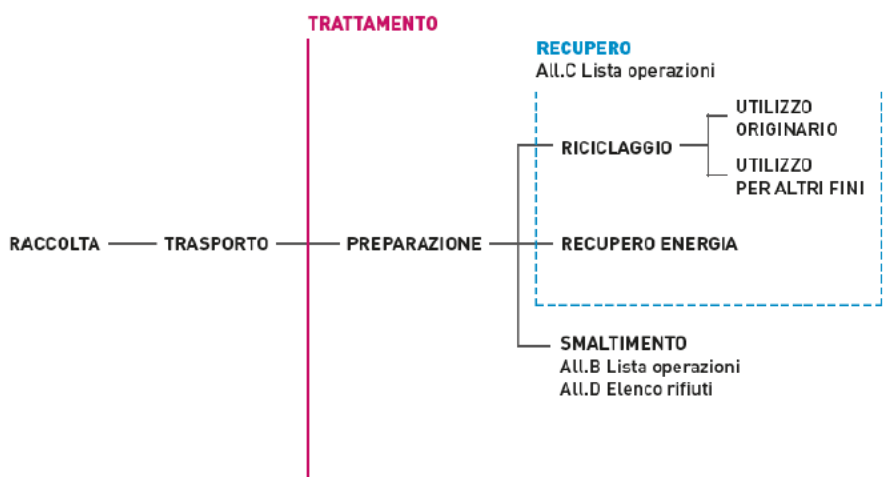 TRATTAMENTO
RECUPERO
All.C Lista operazioni
UTILIZZO
ORIGINARIO
RICICLAGGIO
UTILIZZO
PER ALTRI FINI
RACCOLTA
TRASPORTO
PREPARAZIONE
RECUPERO ENERGIA
SMALTIMENTO
All.B Lista operazioni
All.D Elenco rifiuti